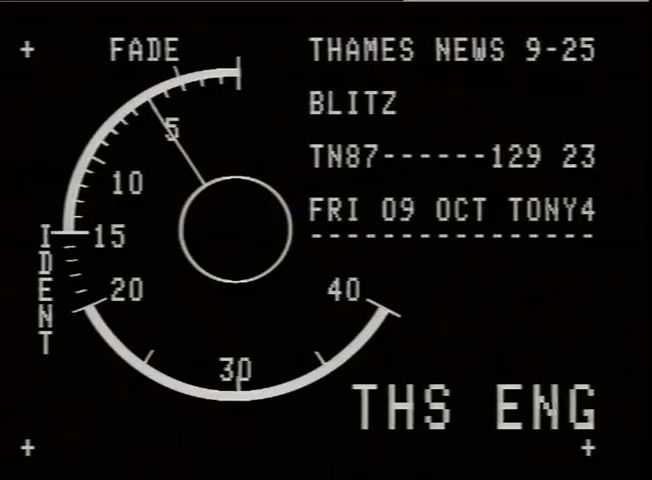 FADE
THAMES NEWS 9-25
BLITZ
TN87------129 23
FRI 09 OCT TONY4
----------------
5
10
15
20
30
40
IDENT
THS ENG